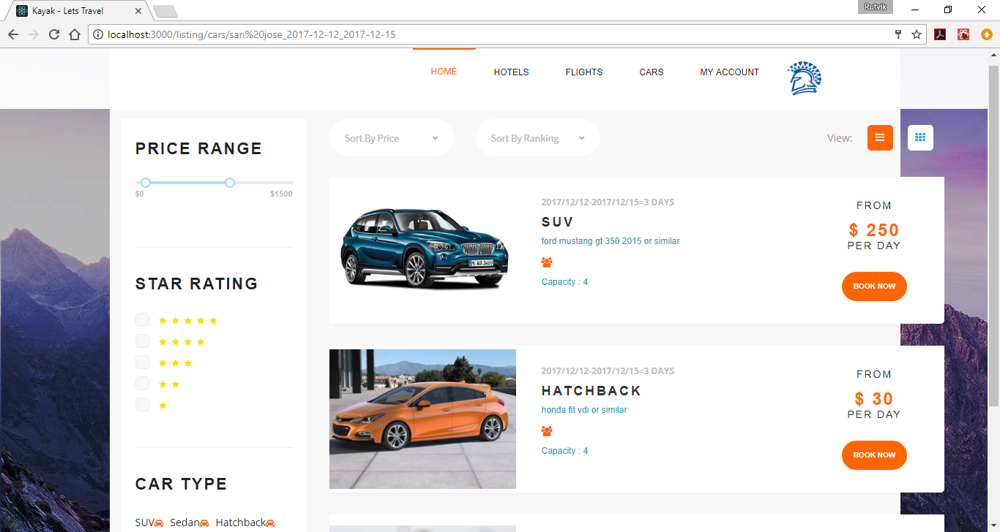 Kayak - Lets Travel
Rutvik
localhost:3000/listing/cars/san%20jose_2017-12-12_2017-12-15
HOME HOTELS FLIGHTS CARS MY ACCOUNT
PRICE RANGE
$0 $1500
STAR RATING
CAR TYPE
SUV Sedan Hatchback
Sort By Price Sort By Ranking View:
2017/12/12-2017/12/15=3 DAYS
SUV
ford mustang gt 350 2015 or similar
Capacity : 4
FROM
$ 250
PER DAY
BOOK NOW
M·WA 3469
2017/12/12-2017/12/15=3 DAYS
HATCHBACK
honda fit vdi or similar
Capacity : 4
FROM
$ 30
PER DAY
BOOK NOW